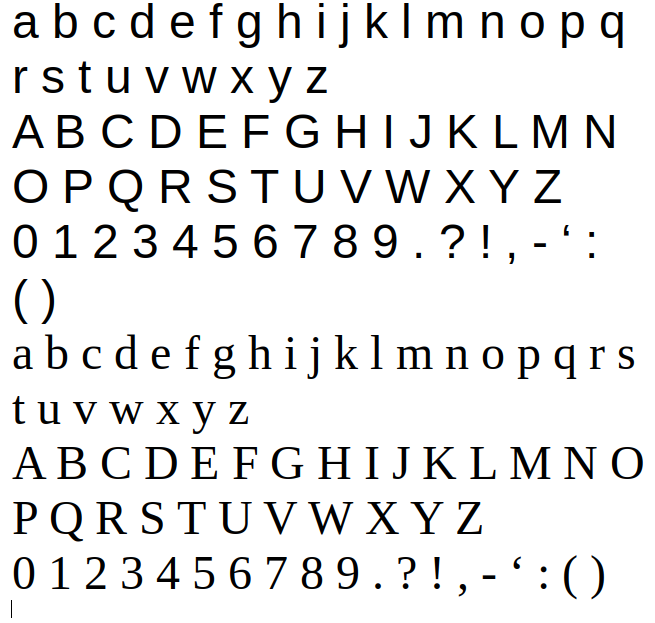 a b c d e f g h i j k l m n o p q
r s t u v w x y z
A B C D E F G H I J K L M N
O P Q R S T U V W X Y Z
0 1 2 3 4 5 6 7 8 9 . ? ! , - ‘ :
( )
a b c d e f g h i j k l m n o p q r s
t u v w x y z
A B C D E F G H I J K L M N O
P Q R S T U V W X Y Z
0 1 2 3 4 5 6 7 8 9 . ? ! , - ‘ : ( )